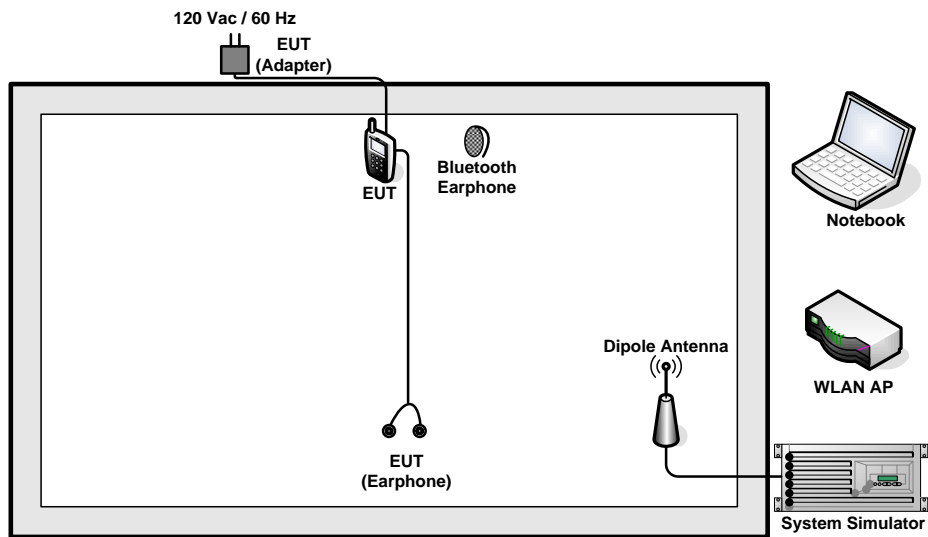 120 Vac / 60 Hz
EUT
(Adapter)
EUT
Bluetooth
Earphone
Notebook
Dipole Antenna
WLAN AP
EUT
(Earphone)
System Simulator